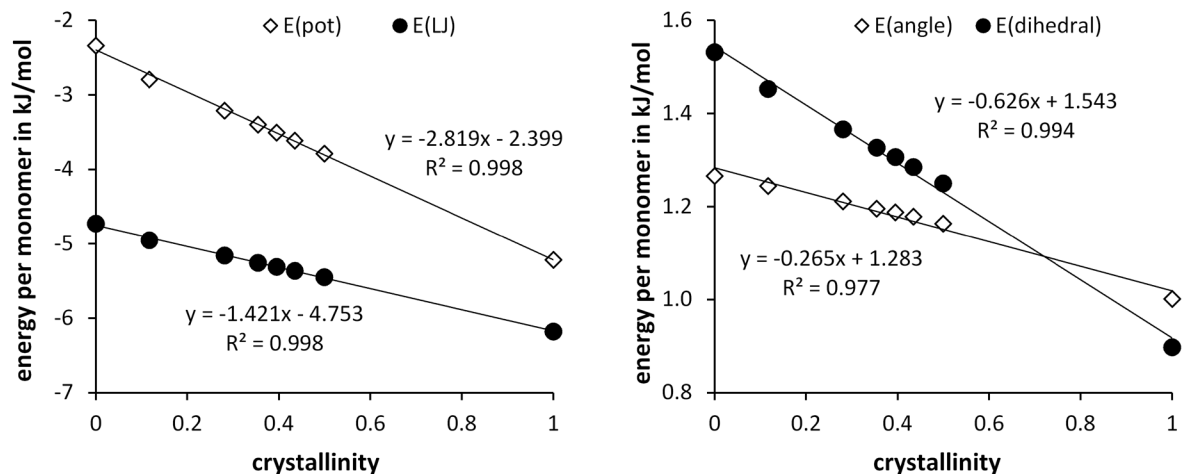 E(pot) E(LJ)
energy per monomer in kJ/mol
-2
-3
-4
-5
-6
-7
y = -2.819x - 2.399
R² = 0.998
y = -1.421x - 4.753
R² = 0.998
0 0.2 0.4 0.6 0.8 1
crystallinity
E(angle) E(dihedral)
energy per monomer in kJ/mol
1.6
1.4
1.2
1.0
0.8
y = -0.626x + 1.543
R² = 0.994
y = -0.265x + 1.283
R² = 0.977
0 0.2 0.4 0.6 0.8 1
crystallinity